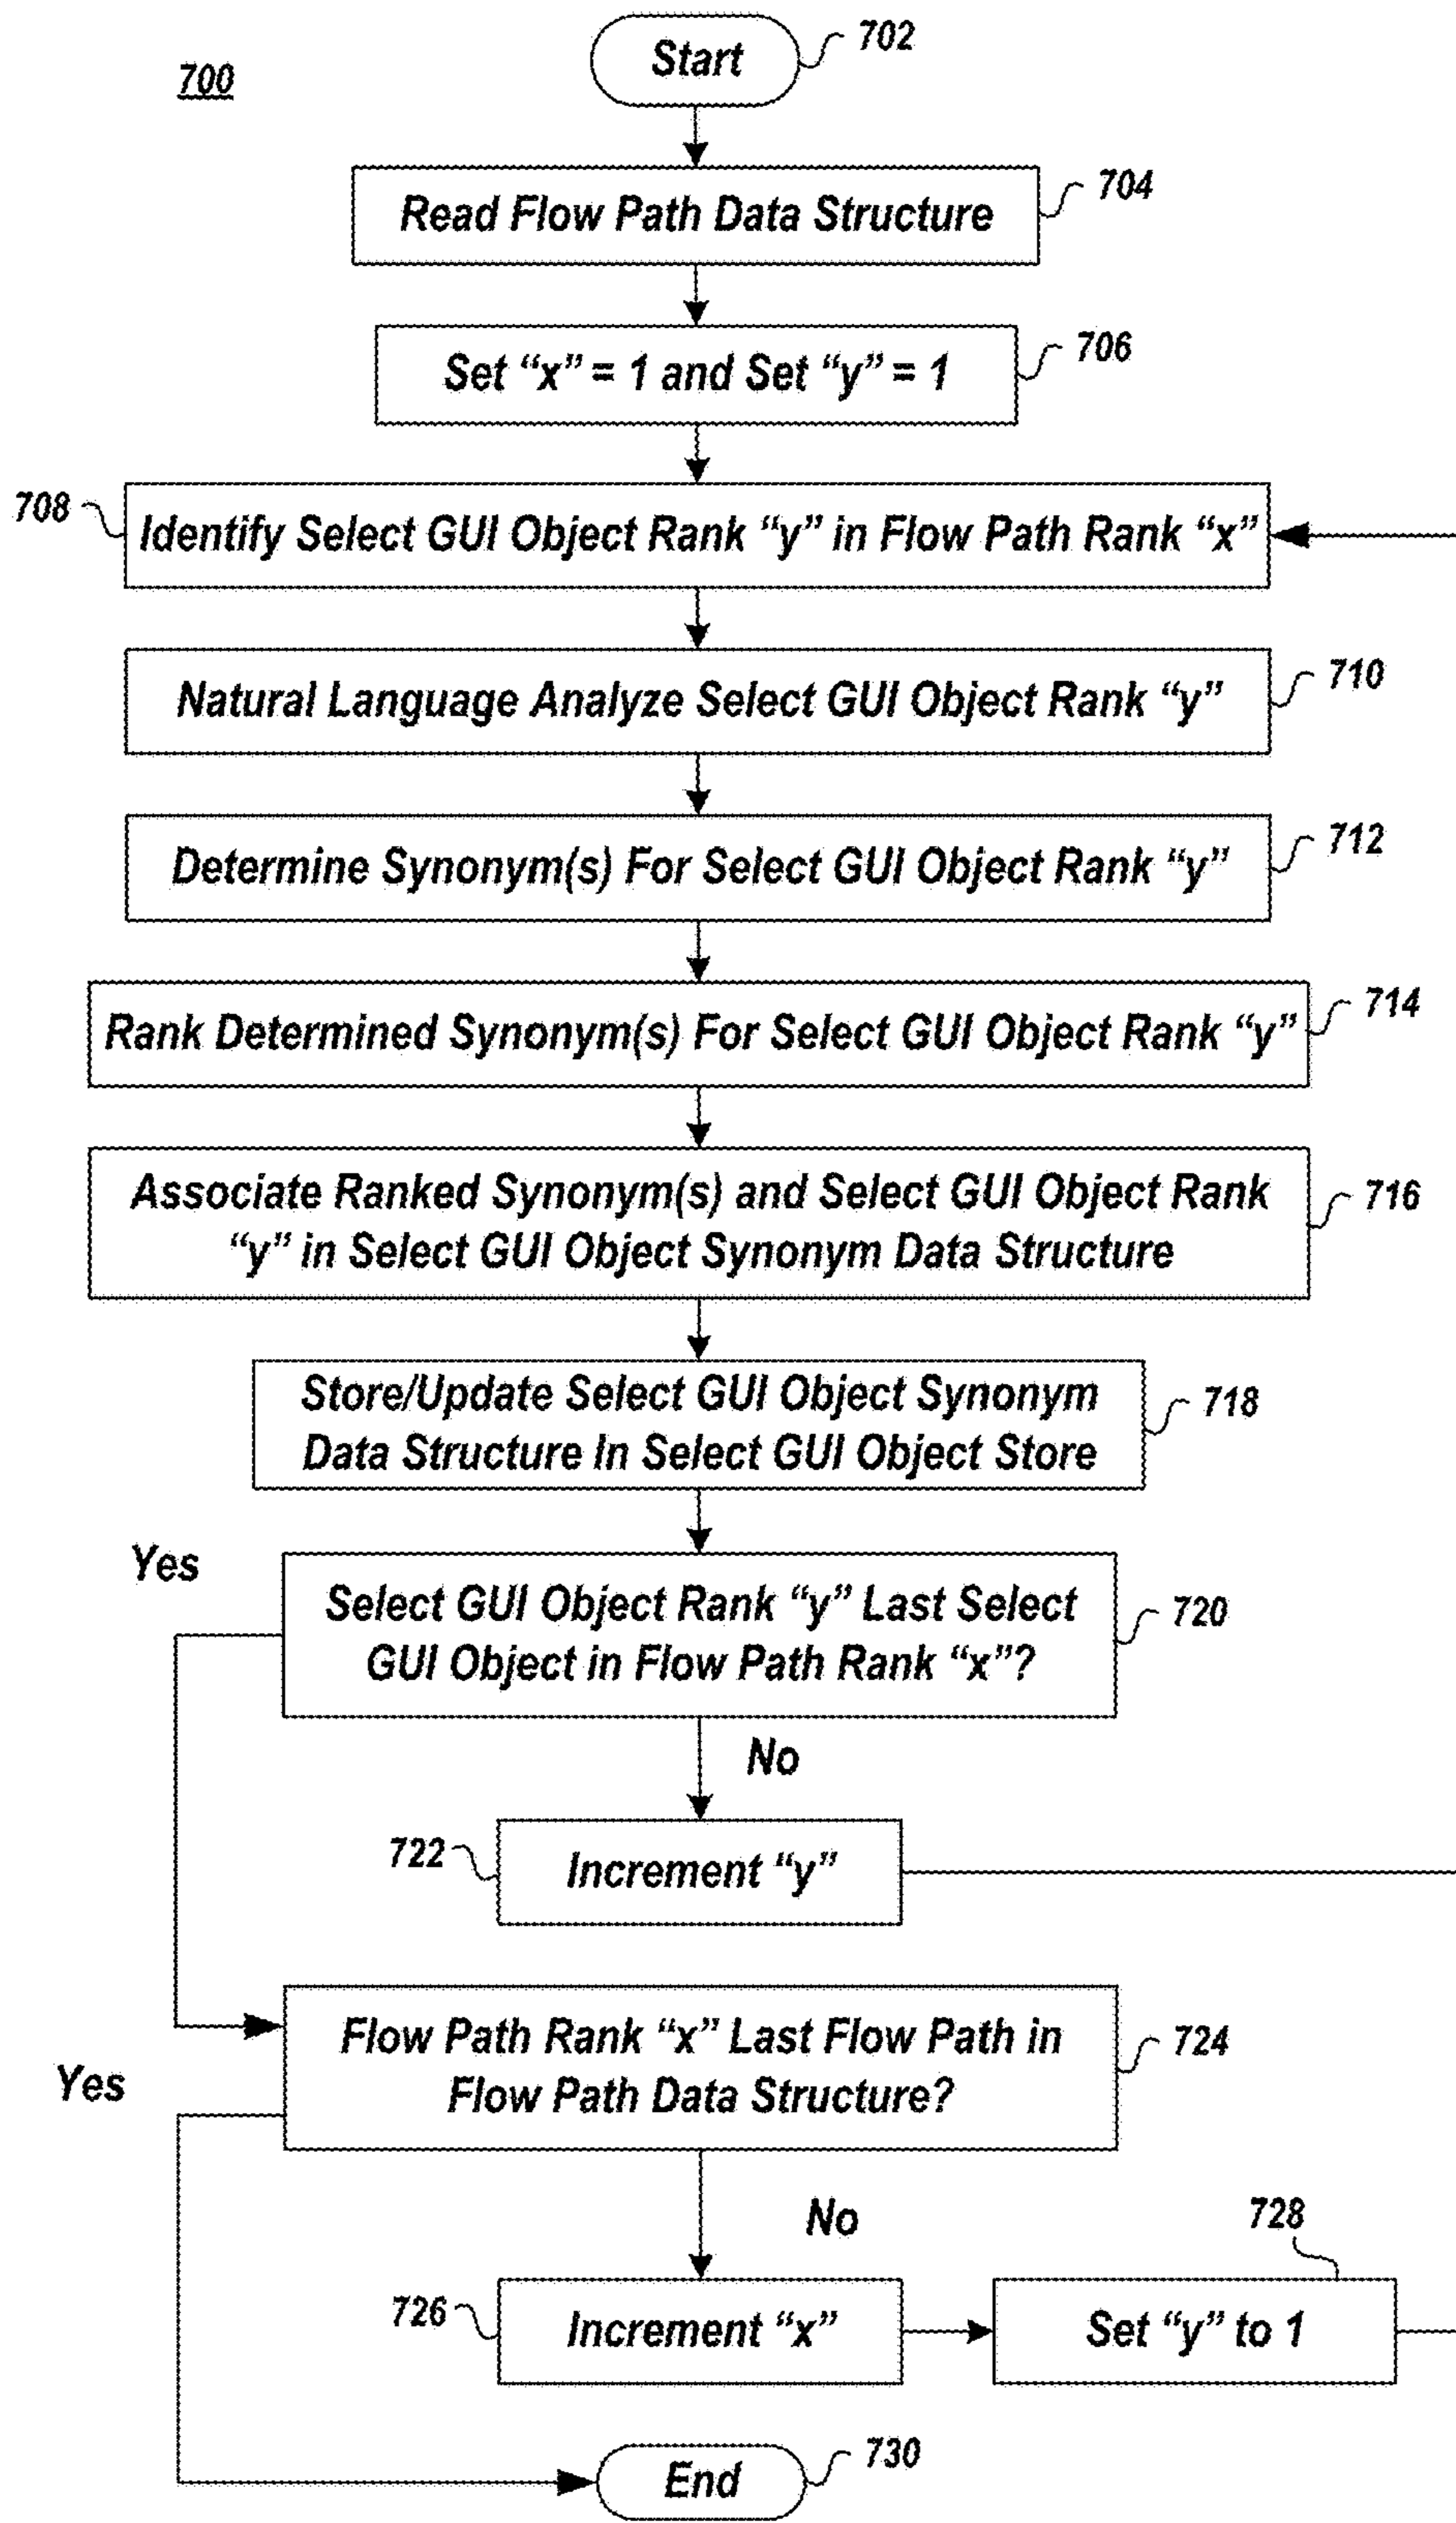 700
Start
702
Read Flow Path Data Structure
704
Set “x” = 1 and Set “y” = 1
706
708
Identify Select GUI Object Rank “y” in Flow Path Rank “x”
Natural Language Analyze Select GUI Object Rank “y”
710
Determine Synonym(s) For Select GUI Object Rank “y”
712
Rank Determined Synonym(s) For Select GUI Object Rank “y”
714
Associate Ranked Synonym(s) and Select GUI Object Rank
“y” in Select GUI Object Synonym Data Structure
716
Store/Update Select GUI Object Synonym
Data Structure In Select GUI Object Store
718
Yes
Select GUI Object Rank “y” Last Select
GUI Object in Flow Path Rank “x”?
720
No
722
Increment “y”
Flow Path Rank “x” Last Flow Path in
Flow Path Data Structure?
724
Yes
No
726
Increment “x”
728
Set “y” to 1
End
730